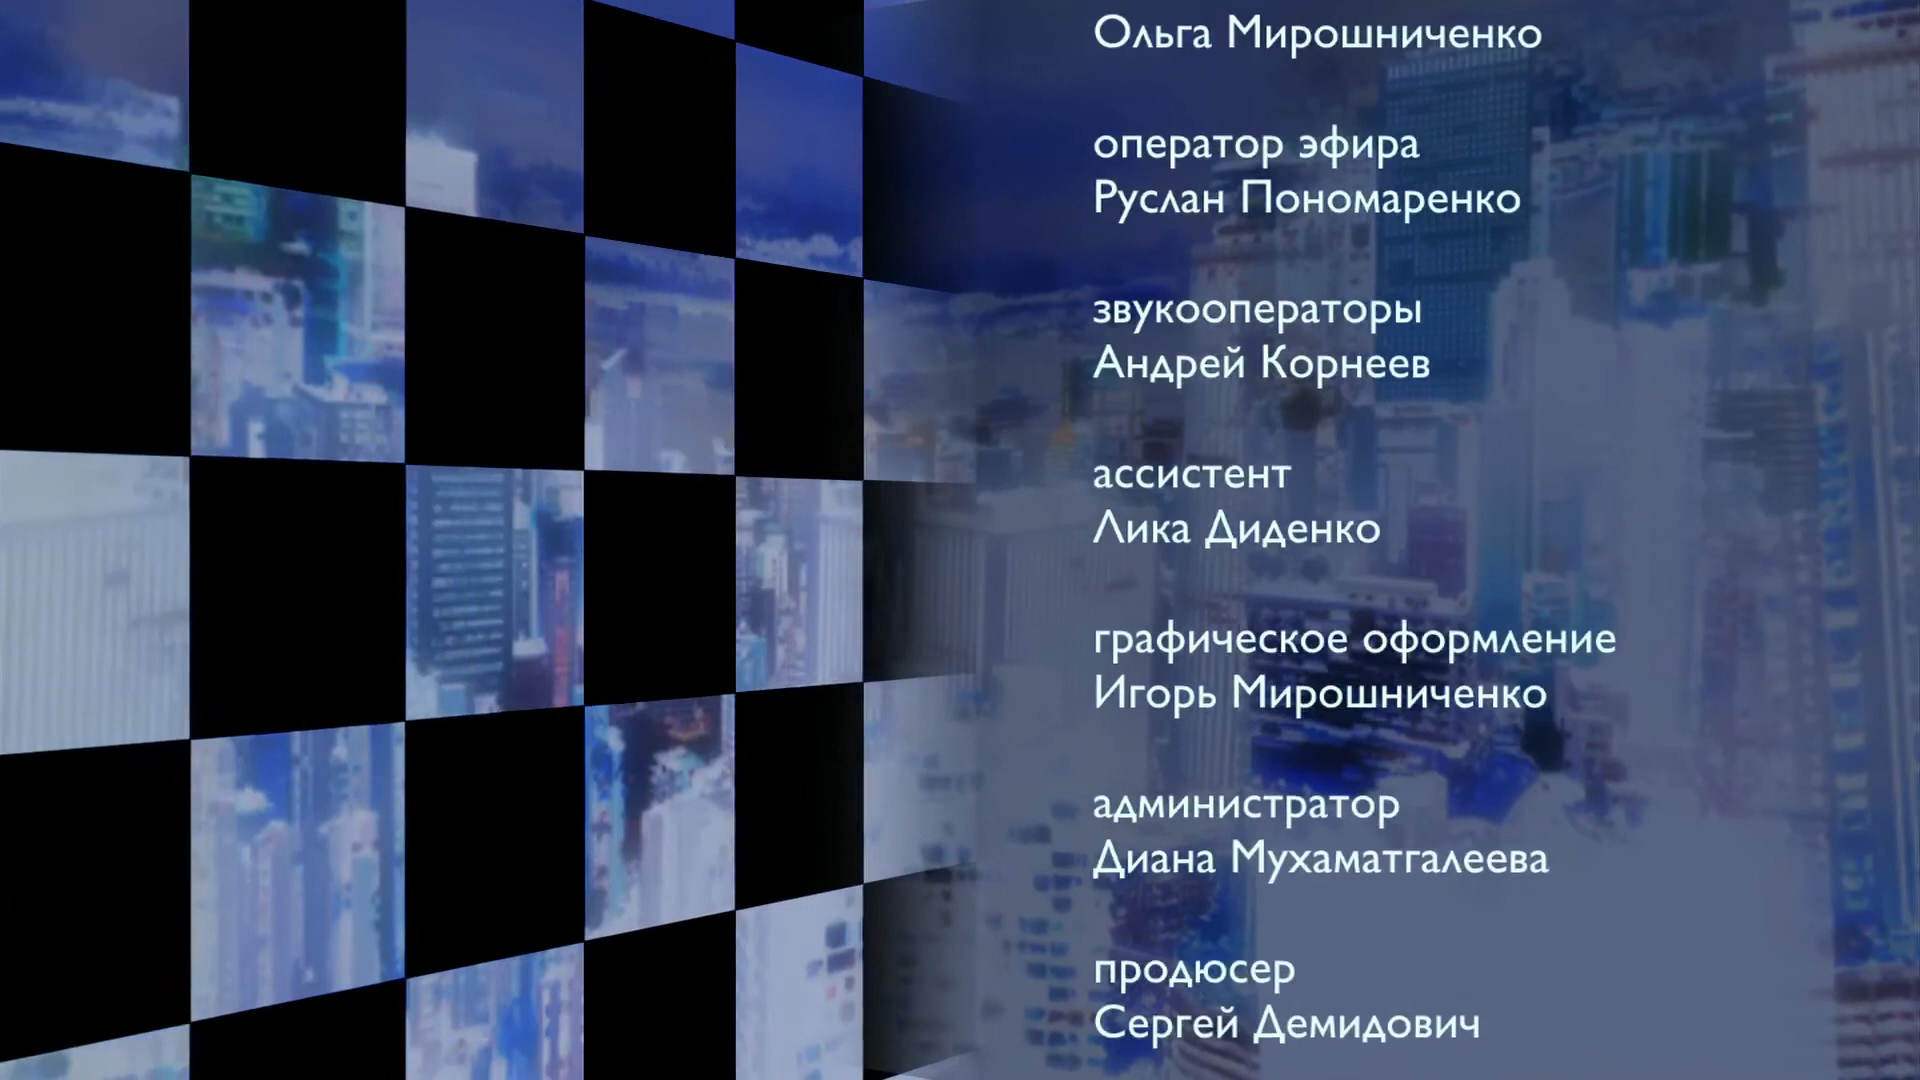 Ольга Мирошниченко
оператор эфира
Руслан Пономаренко
звукооператоры
Андрей Корнеев
ассистент
Лика Диденко
графическое оформление
Игорь Мирошниченко
администратор
Диана Мухаматгалеева
продюсер
Сергей Демидович